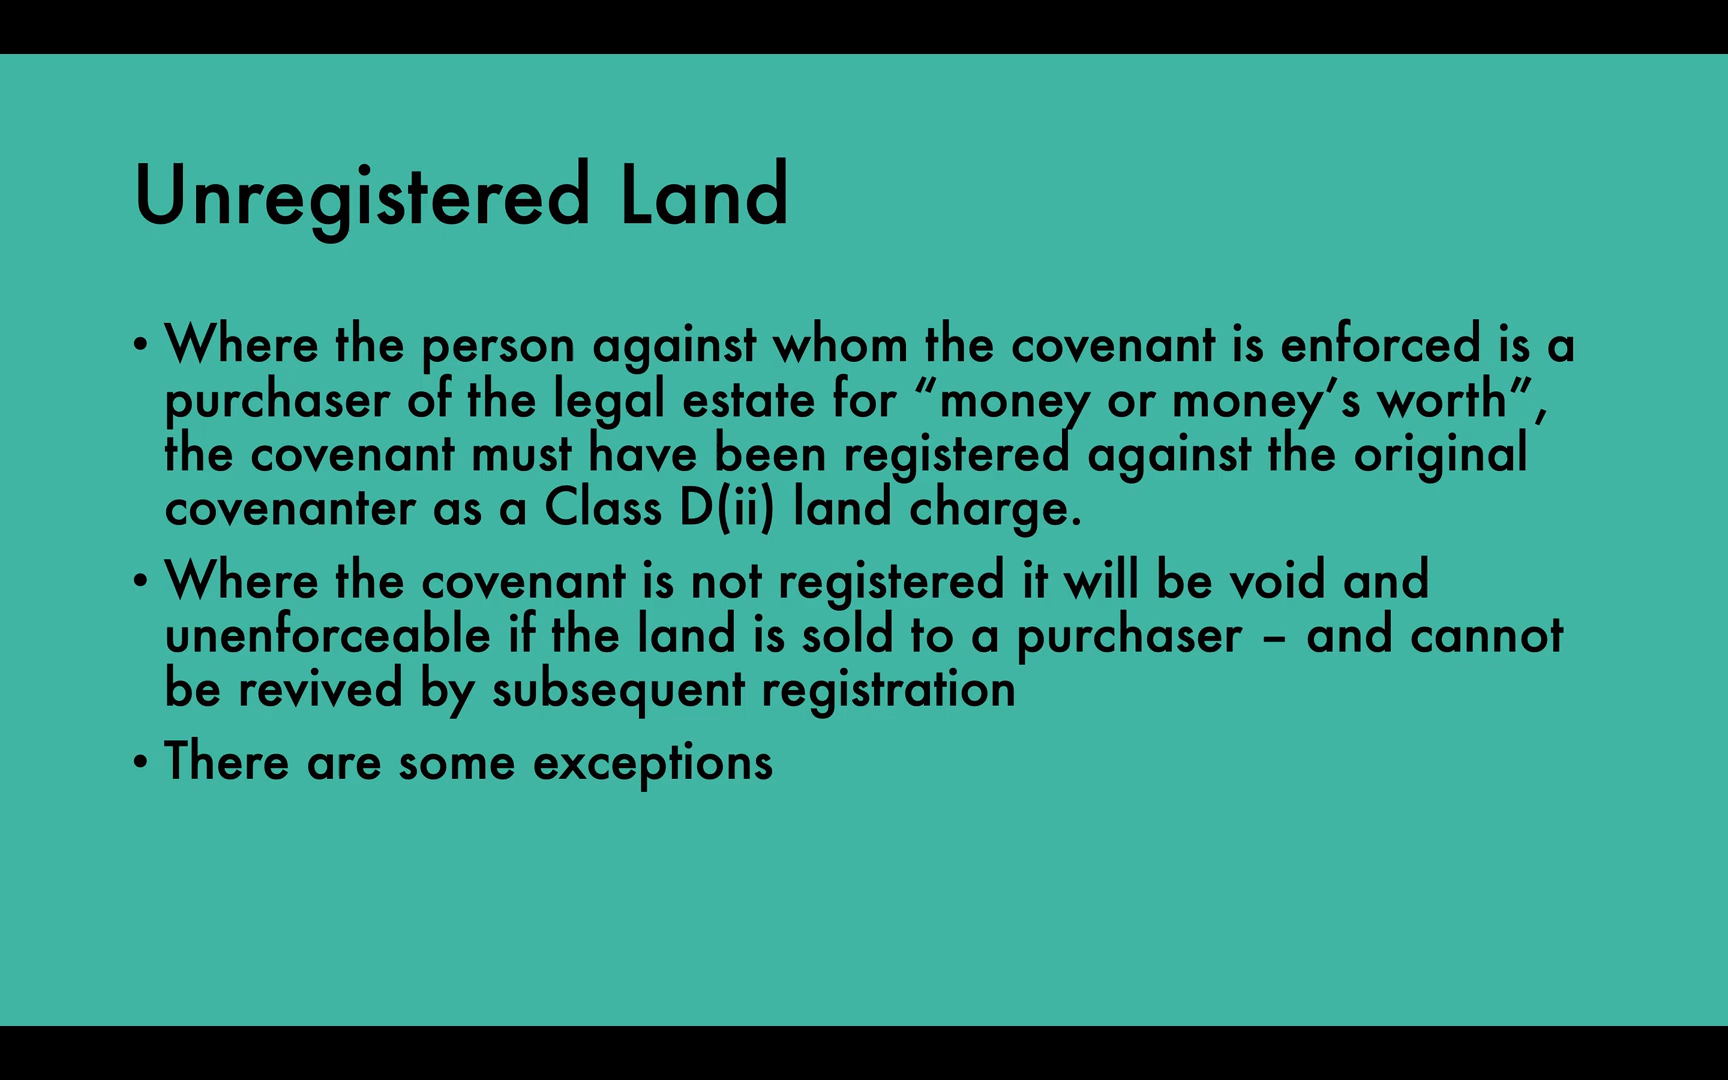 Unregistered Land
• Where the person against whom the covenant is enforced is a
purchaser of the legal estate for “money or money’s worth”,
the covenant must have been registered against the original
covenanter as a Class D(ii) land charge.
• Where the covenant is not registered it will be void and
unenforceable if the land is sold to a purchaser – and cannot
be revived by subsequent registration
• There are some exceptions